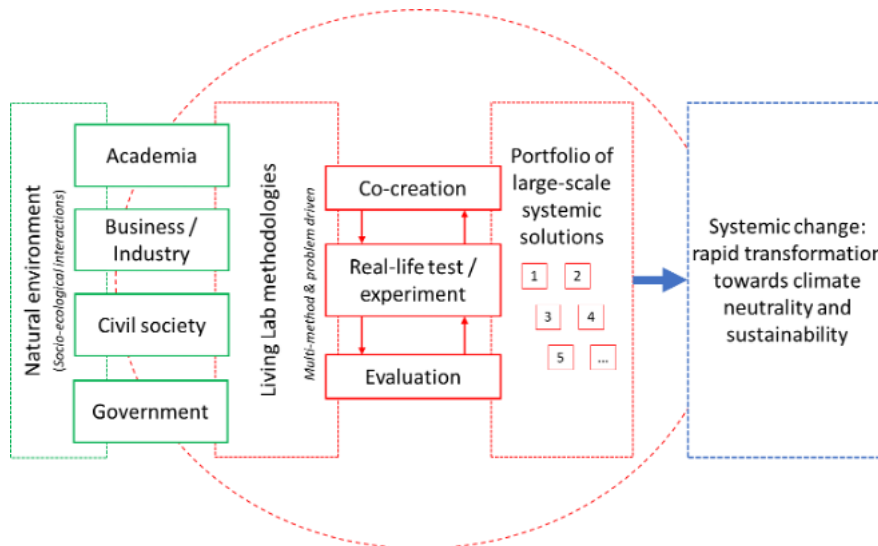 Natural environment
(Socio-ecological interactions)
Academia
Business /
Industry
Civil society
Government
Living Lab methodologies
Multi-method & problem driven
Co-creation
Real-life test /
experiment
Evaluation
Portfolio of
large-scale
systemic
solutions
1 2
3 4
5 ...
Systemic change:
rapid transformation
towards climate
neutrality and
sustainability